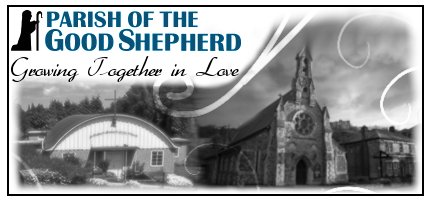 PARISH OF THE
GOOD SHEPHERD
Growing Together in Love